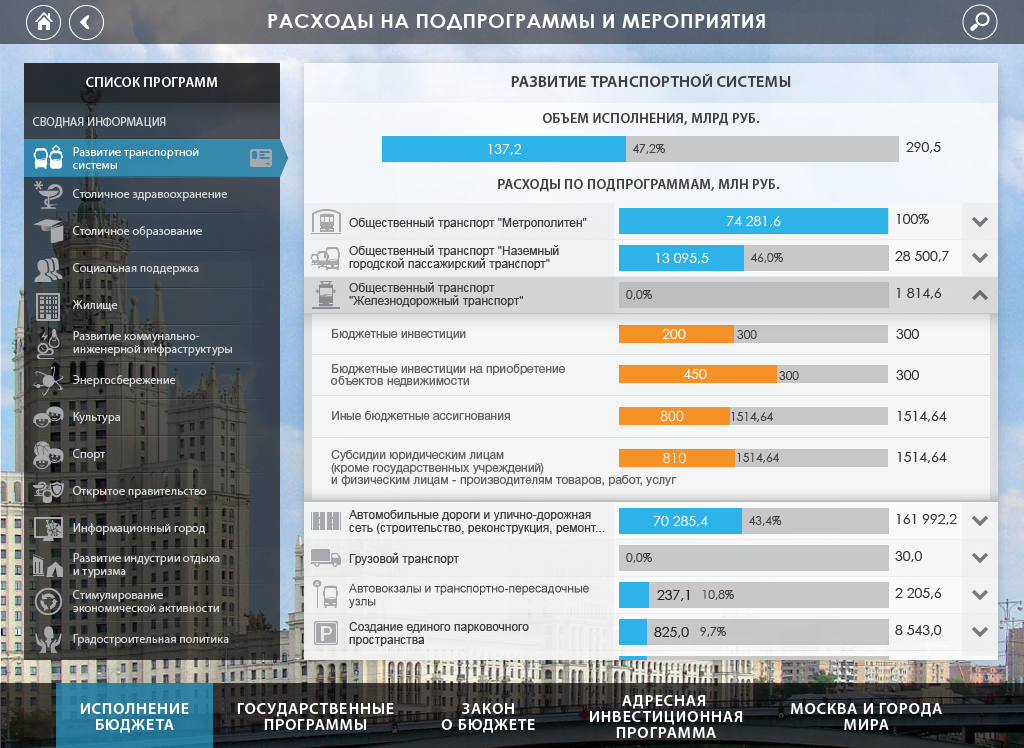 РАСХОДЫ НА ПОДПРОГРАММЫ И МЕРОПРИЯТИЯ
СПИСОК ПРОГРАММ
СВОДНАЯ ИНФОРМАЦИЯ
Развитие транспортной
системы
Столичное здравоохранение
Столичное образование
Социальная поддержка
Жилище
Развитие коммунально-
инженерной инфраструктуры
Энергосбережение
Культура
Спорт
Открытое правительство
Информационный город
Развитие индустрии отдыха
и туризма
Стимулирование
экономической активности
Градостроительная политика
РАЗВИТИЕ ТРАНСПОРТНОЙ СИСТЕМЫ
ОБЪЕМ ИСПОЛНЕНИЯ, МЛРД РУБ.
137,2 47,2% 290,5
РАСХОДЫ ПО ПОДПРОГРАММАМ, МЛН РУБ.
Общественный транспорт "Метрополитен" 74 281,6 100%
Общественный транспорт "Наземный
городской пассажирский транспорт" 13 095,5 46,0% 28 500,7
Общественный транспорт
"Железнодорожный транспорт" 0,0% 1 814,6
Бюджетные инвестиции 200 300 300
Бюджетные инвестиции на приобретение
объектов недвижимости 450 300 300
Иные бюджетные ассигнования 800 1514,64 1514,64
Субсидии юридическим лицам
(кроме государственных учреждений)
и физическим лицам - производителям товаров, работ, услуг 810 1514,64 1514,64
Автомобильные дороги и улично-дорожная
сеть (строительство, реконструкция, ремонт... 70 285,4 43,4% 161 992,2
Грузовой транспорт 0,0% 30,0
Автовокзалы и транспортно-пересадочные
узлы 237,1 10,8% 2 205,6
Создание единого парковочного
пространства 825,0 9,7% 8 543,0
P
ИСПОЛНЕНИЕ
БЮДЖЕТА
ГОСУДАРСТВЕННЫЕ
ПРОГРАММЫ
ЗАКОН
О БЮДЖЕТЕ
АДРЕСНАЯ
ИНВЕСТИЦИОННАЯ
ПРОГРАММА
МОСКВА И ГОРОДА
МИРА